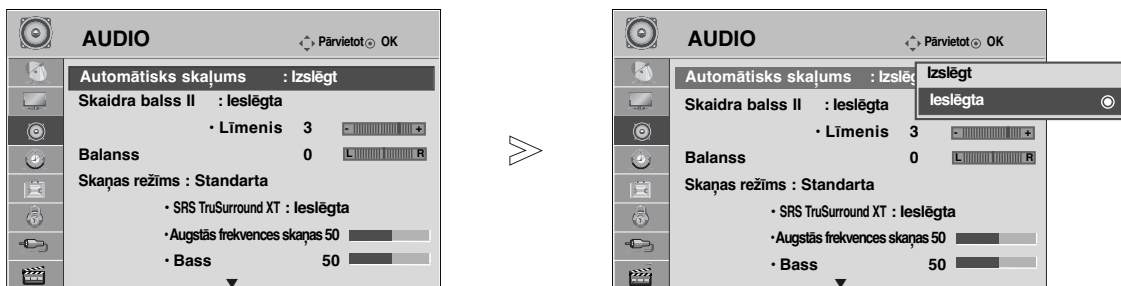 AUDIO Pārvietot OK
Automātisks skaļums : Izslēgt
Skaidra balss II : Ieslēgta
• Līmenis 3 - +
Balanss 0 L R
Skaņas režīms : Standarta
• SRS TruSurround XT : Ieslēgta
• Augstās frekvences skaņas 50
• Bass 50
>
AUDIO Pārvietot OK
Automātisks skaļums : Izslēg
Izslēgt
Ieslēgta
Skaidra balss II : Ieslēgta
• Līmenis 3 - +
Balanss 0 L R
Skaņas režīms : Standarta
• SRS TruSurround XT : Ieslēgta
• Augstās frekvences skaņas 50
• Bass 50